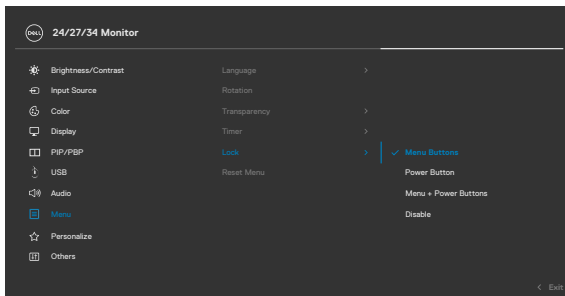 DELL 24/27/34 Monitor
Brightness/Contrast
Input Source
Color
Display
PIP/PBP
USB
Audio
Menu
Personalize
Others
Language
Rotation
Transparency
Timer
Lock
Reset Menu
Menu Buttons
Power Button
Menu + Power Buttons
Disable
Exit